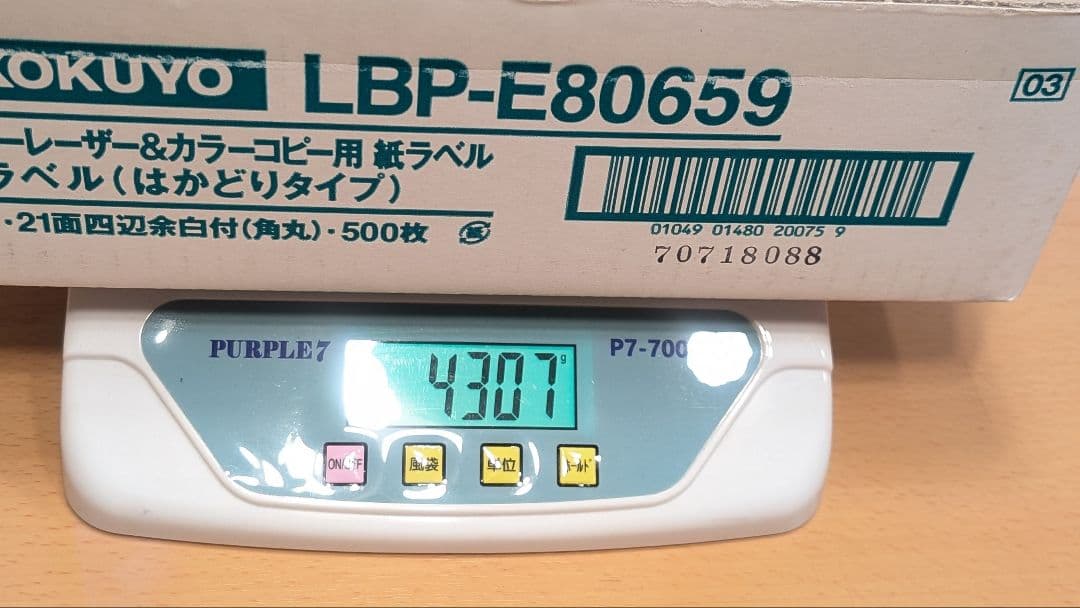 KOKUYO LBP-E80659
03
ーレーザー&カラーコピー用 紙ラベル
ラベル(はかどりタイプ)
・21面四辺余白付(角丸)・500枚
01049 01480 20075 9
70718088
PURPLE7
P7-700
4307g
ON/OFF
風袋
単位
ホールド